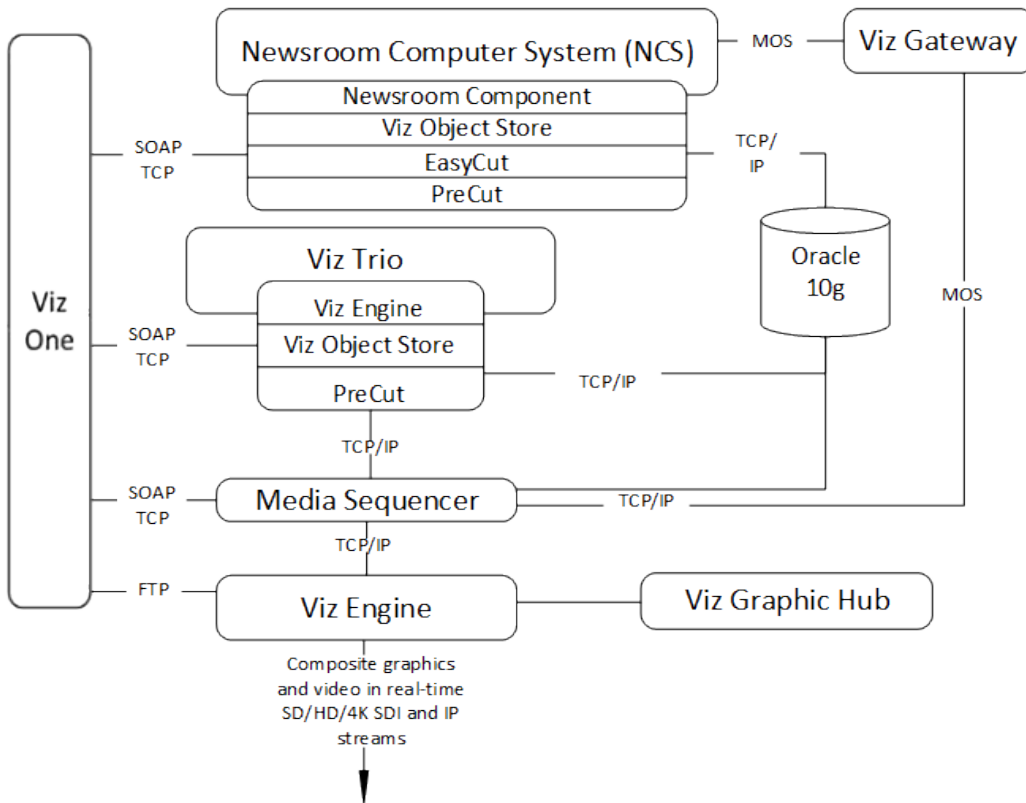 Newsroom Computer System (NCS)
MOS
Viz Gateway
Newsroom Component
Viz Object Store
EasyCut
PreCut
SOAP
TCP
TCP/
IP
Oracle
10g
MOS
Viz
One
Viz Trio
Viz Engine
Viz Object Store
PreCut
SOAP
TCP
TCP/IP
TCP/IP
SOAP
TCP
Media Sequencer
TCP/IP
TCP/IP
FTP
Viz Engine
Viz Graphic Hub
Composite graphics
and video in real-time
SD/HD/4K SDI and IP
streams